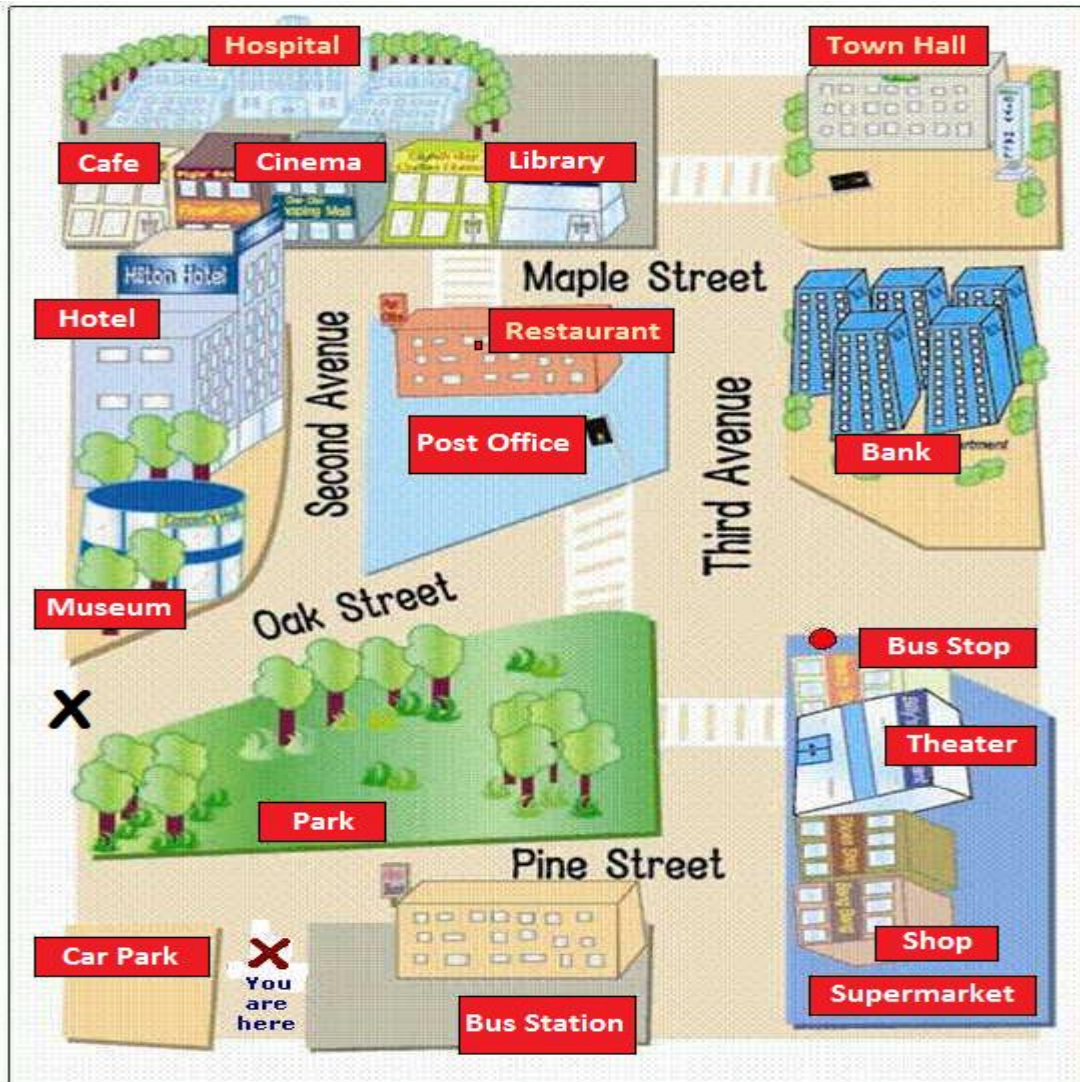 Hospital
Town Hall
Cafe
Cinema
Library
Hilton Hotel
Maple Street
Hotel
Restaurant
Second Avenue
Post Office
Third Avenue
Bank
Museum
Oak Street
Bus Stop
X
Theater
Park
Pine Street
Car Park
X
You
are
here
Shop
Supermarket
Bus Station